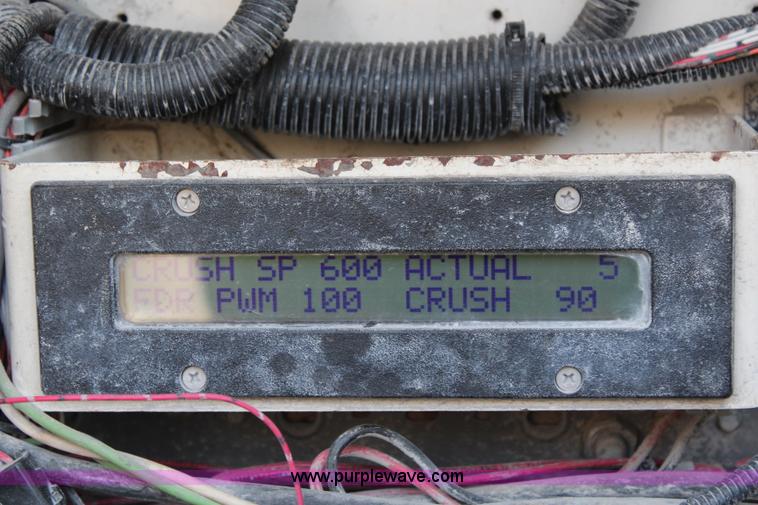 CRUSH SP 600 ACTUAL 5
FDR PWM 100 CRUSH 90
www.purplewave.com